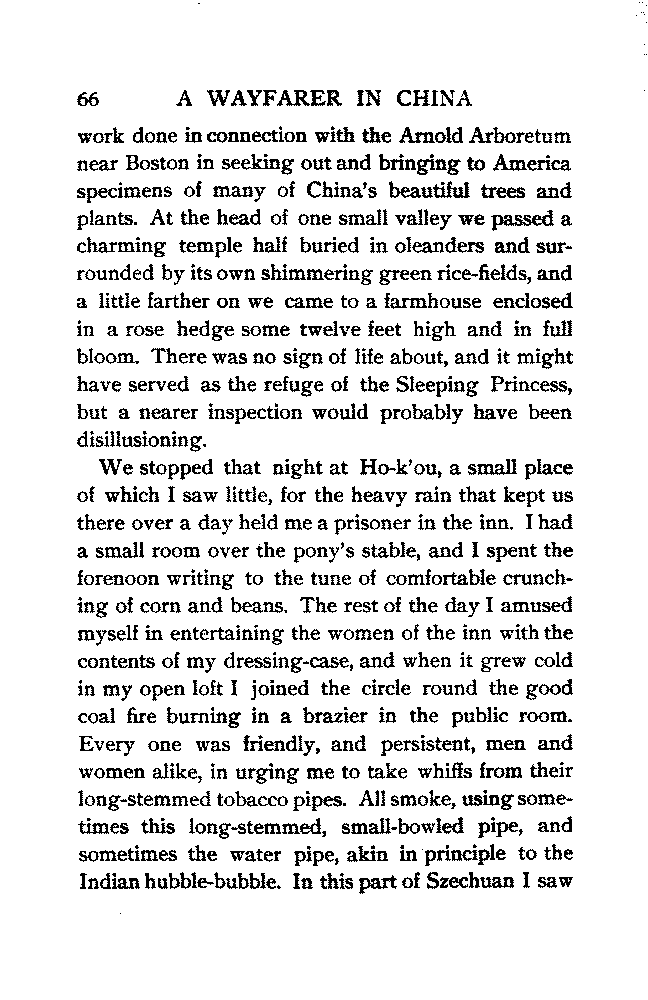 66 A WAYFARER IN CHINA
work done in connection with the Arnold Arboretum
near Boston in seeking out and bringing to America
specimens of many of China's beautiful trees and
plants. At the head of one small valley we passed a
charming temple half buried in oleanders and sur-
rounded by its own shimmering green rice-fields, and
a little farther on we came to a farmhouse enclosed
in a rose hedge some twelve feet high and in full
bloom. There was no sign of life about, and it might
have served as the refuge of the Sleeping Princess,
but a nearer inspection would probably have been
disillusioning.
We stopped that night at Ho-k'ou, a small place
of which I saw little, for the heavy rain that kept us
there over a day held me a prisoner in the inn. I had
a small room over the pony's stable, and I spent the
forenoon writing to the tune of comfortable crunch-
ing of corn and beans. The rest of the day I amused
myself in entertaining the women of the inn with the
contents of my dressing-case, and when it grew cold
in my open loft I joined the circle round the good
coal fire burning in a brazier in the public room.
Every one was friendly, and persistent, men and
women alike, in urging me to take whiffs from their
long-stemmed tobacco pipes. All smoke, using some-
times this long-stemmed, small-bowled pipe, and
sometimes the water pipe, akin in principle to the
Indian hubble-bubble. In this part of Szechuan I saw